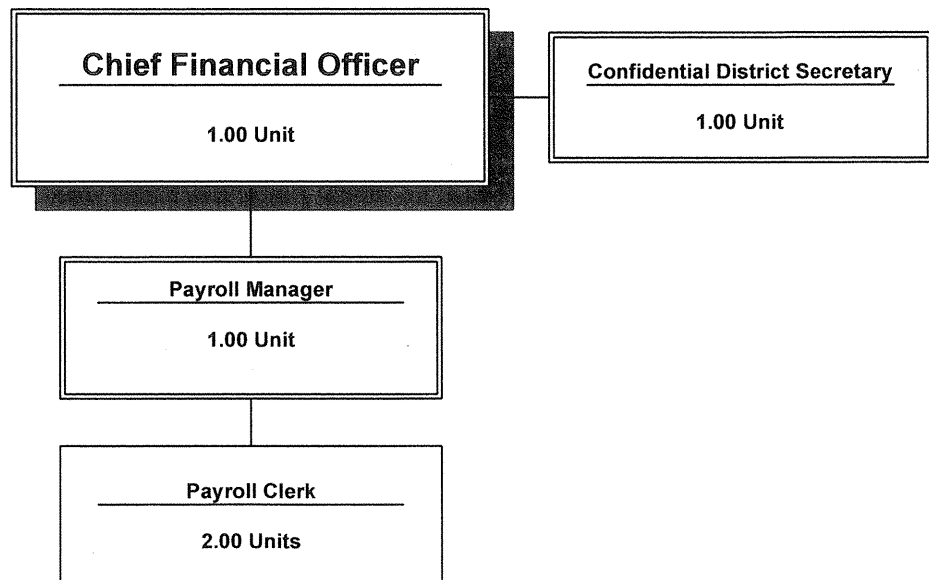 Chief Financial Officer
1.00 Unit
Confidential District Secretary
1.00 Unit
Payroll Manager
1.00 Unit
Payroll Clerk
2.00 Units